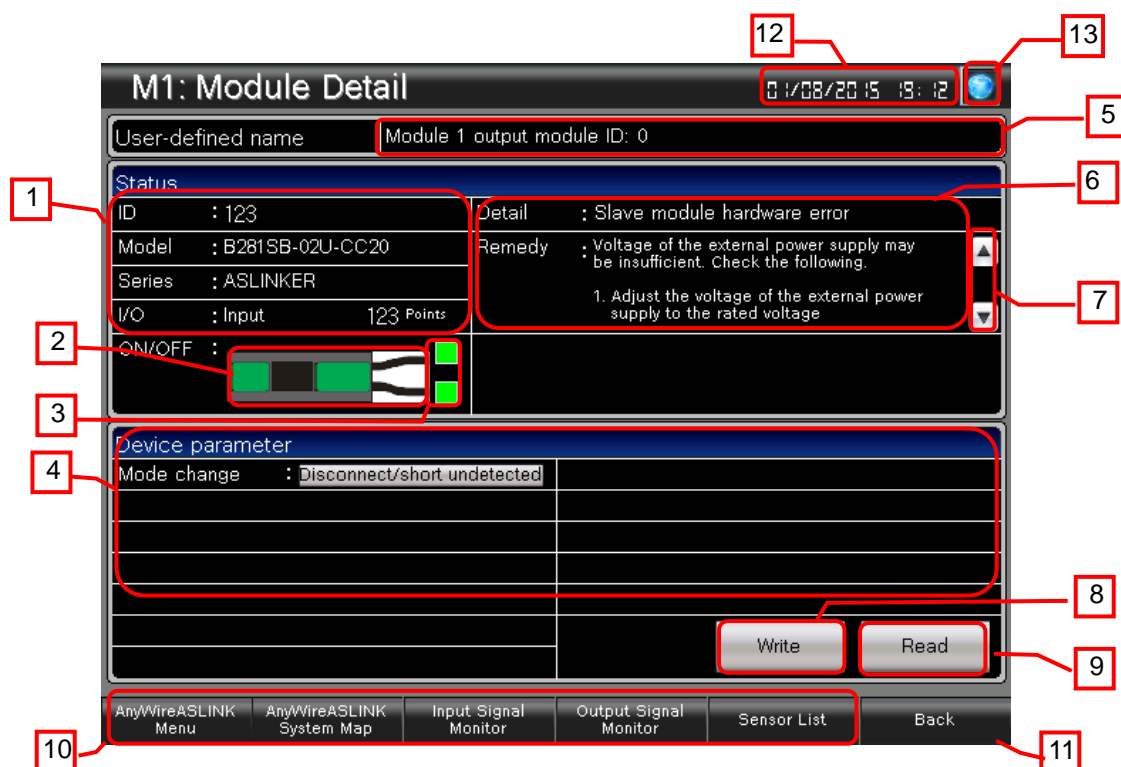 12
13
M1: Module Detail
01/08/2015 19:12
User-defined name
Module 1 output module ID: 0
5
Status
6
1
ID : 123
Detail : Slave module hardware error
Model : B281SB-02U-CC20
Remedy : Voltage of the external power supply may
be insufficient. Check the following.
Series : ASLINKER
1. Adjust the voltage of the external power
supply to the rated voltage
7
I/O : Input 123 Points
2
ON/OFF :
3
Device parameter
4
Mode change : Disconnect/short undetected
8
Write
Read
9
AnyWireASLINK
Menu
AnyWireASLINK
System Map
Input Signal
Monitor
Output Signal
Monitor
Sensor List
Back
10
11